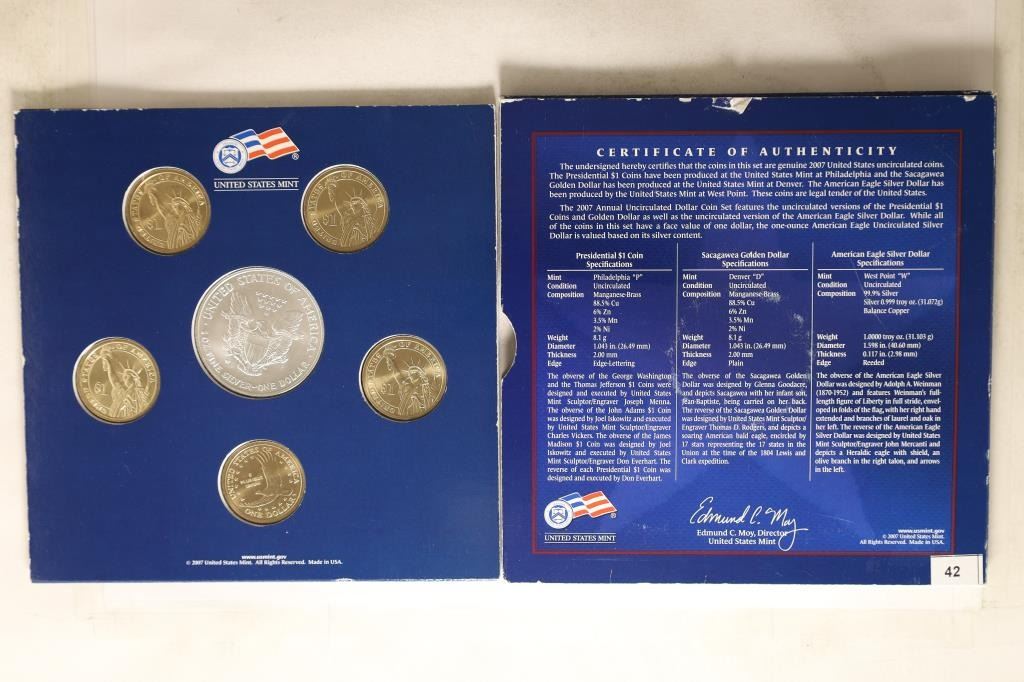 UNITED STATES MINT
UNITED STATES OF AMERICA
1 OZ. FINE SILVER~ONE DOLLAR
$1
$1
$1
$1
UNITED STATES OF AMERICA
ONE DOLLAR
www.usmint.gov
© 2007 United States Mint. All Rights Reserved. Made in USA.
CERTIFICATE OF AUTHENTICITY
The undersigned hereby certifies that the coins in this set are genuine 2007 United States uncirculated coins.
The Presidential $1 Coins have been produced at the United States Mint at Philadelphia and the Sacagawea
Golden Dollar has been produced at the United States Mint at Denver. The American Eagle Silver Dollar has
been produced by the United States Mint at West Point. These coins are legal tender of the United States.
The 2007 Annual Uncirculated Dollar Coin Set features the uncirculated versions of the Presidential $1
Coins and Golden Dollar as well as the uncirculated version of the American Eagle Silver Dollar. While all
of the coins in this set have a face value of one dollar, the one-ounce American Eagle Uncirculated Silver
Dollar is valued based on its silver content.
Presidential $1 Coin
Specifications
Mint Philadelphia "P"
Condition Uncirculated
Composition Manganese-Brass
88.5% Cu
6% Zn
3.5% Mn
2% Ni
Weight 8.1 g
Diameter 1.043 in. (26.49 mm)
Thickness 2.00 mm
Edge Edge-Lettering
The obverse of the George Washington
and the Thomas Jefferson $1 Coins were
designed and executed by United States
Mint Sculptor/Engraver Joseph Menna.
The obverse of the John Adams $1 Coin
was designed by Joel Iskowitz and executed
by United States Mint Sculptor/Engraver
Charles Vickers. The obverse of the James
Madison $1 Coin was designed by Joel
Iskowitz and executed by United States
Mint Sculptor/Engraver Don Everhart. The
reverse of each Presidential $1 Coin was
designed and executed by Don Everhart.
Sacagawea Golden Dollar
Specifications
Mint Denver "D"
Condition Uncirculated
Composition Manganese-Brass
88.5% Cu
6% Zn
3.5% Mn
2% Ni
Weight 8.1 g
Diameter 1.043 in. (26.49 mm)
Thickness 2.00 mm
Edge Plain
The obverse of the Sacagawea Golden
Dollar was designed by Glenna Goodacre,
and depicts Sacagawea with her infant son,
Jean-Baptiste, being carried on her back.
The reverse of the Sacagawea Golden Dollar
was designed by United States Mint Sculptor/
Engraver Thomas D. Rodgers, and depicts a
soaring American bald eagle, encircled by
17 stars representing the 17 states in the
Union at the time of the 1804 Lewis and
Clark expedition.
American Eagle Silver Dollar
Specifications
Mint West Point "W"
Condition Uncirculated
Composition 99.9% Silver
Silver 0.999 troy oz. (31.072g)
Balance Copper
Weight 1.0000 troy oz. (31.103 g)
Diameter 1.598 in. (40.60 mm)
Thickness 0.117 in. (2.98 mm)
Edge Reeded
The obverse of the American Eagle Silver
Dollar was designed by Adolph A. Weinman
(1870-1952) and features Weinman's full-
length figure of Liberty in full stride, envel-
oped in folds of the flag, with her right hand
extended and branches of laurel and oak in
her left. The reverse of the American Eagle
Silver Dollar was designed by United States
Mint Sculptor/Engraver John Mercanti and
depicts a Heraldic eagle with shield, an
olive branch in the right talon, and arrows
in the left.
UNITED STATES MINT
Edmund C. Moy
Edmund C. Moy, Director
United States Mint
www.usmint.gov
© 2007 United States Mint.
All Rights Reserved. Made in USA.
42